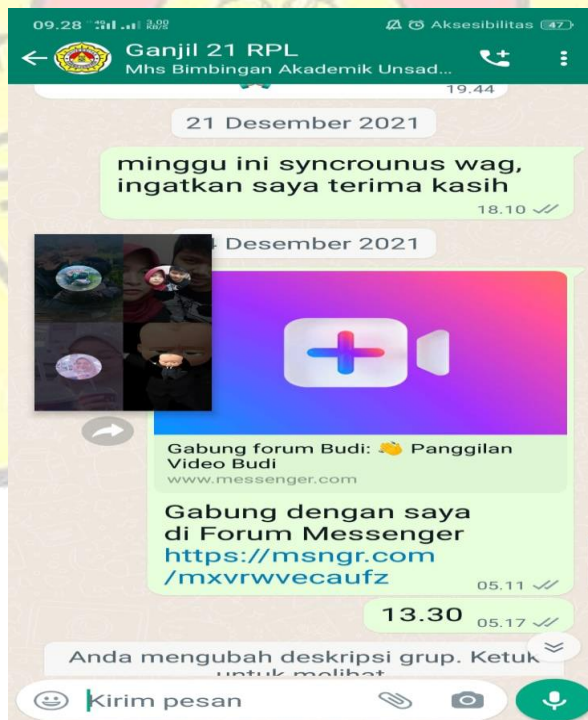 09.28
Aksesibilitas 47
Ganjil 21 RPL
Mhs Bimbingan Akademik Unsad...
19.44
21 Desember 2021
minggu ini syncrounus wag,
ingatkan saya terima kasih
18.10
Desember 2021
Gabung forum Budi: 👏 Panggilan
Video Budi
www.messenger.com
Gabung dengan saya
di Forum Messenger
https://msngr.com
/mxvrwvecaufz
05.11
13.30 05.17
Anda mengubah deskripsi grup. Ketuk
untuk melihat
Kirim pesan